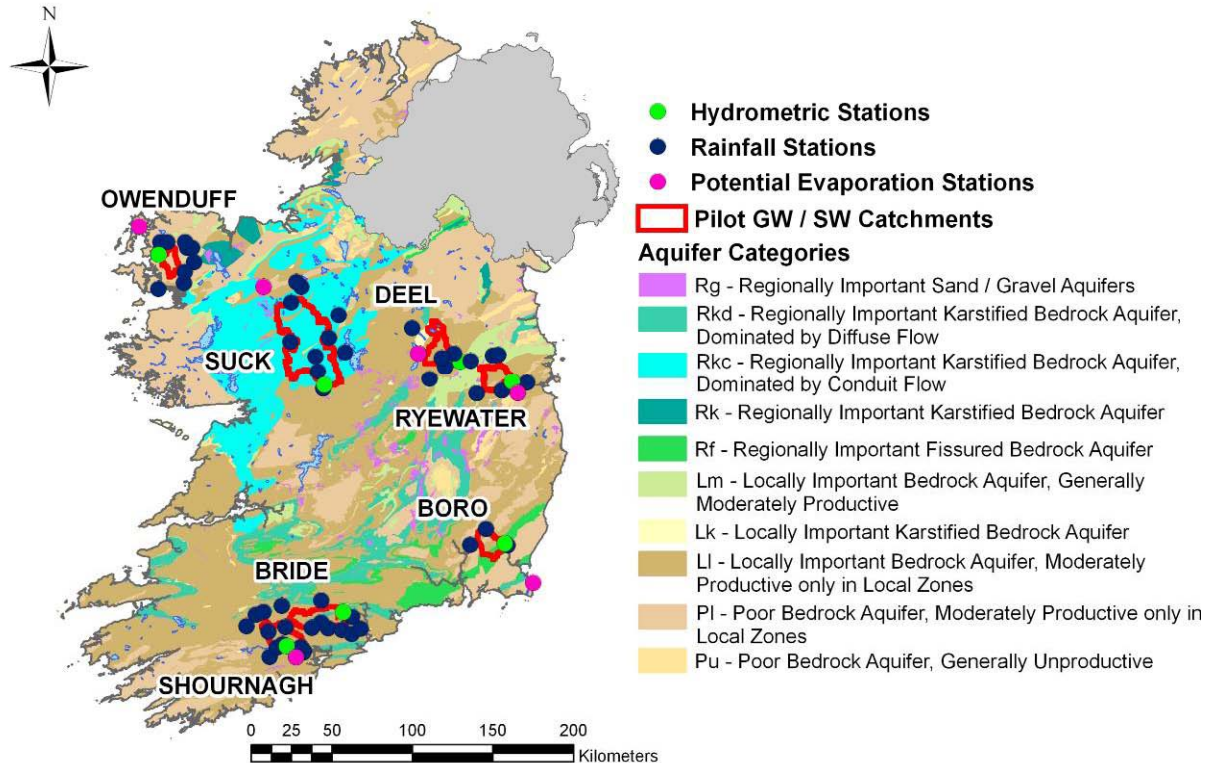 N
OWENDUFF
DEEL
SUCK
RYEWATER
BORO
BRIDE
SHOURNAGH
0 25 50 100 150 200
Kilometers
Hydrometric Stations
Rainfall Stations
Potential Evaporation Stations
Pilot GW / SW Catchments
Aquifer Categories
Rg - Regionally Important Sand / Gravel Aquifers
Rkd - Regionally Important Karstified Bedrock Aquifer,
Dominated by Diffuse Flow
Rkc - Regionally Important Karstified Bedrock Aquifer,
Dominated by Conduit Flow
Rk - Regionally Important Karstified Bedrock Aquifer
Rf - Regionally Important Fissured Bedrock Aquifer
Lm - Locally Important Bedrock Aquifer, Generally
Moderately Productive
Lk - Locally Important Karstified Bedrock Aquifer
Ll - Locally Important Bedrock Aquifer, Moderately
Productive only in Local Zones
Pl - Poor Bedrock Aquifer, Moderately Productive only in
Local Zones
Pu - Poor Bedrock Aquifer, Generally Unproductive